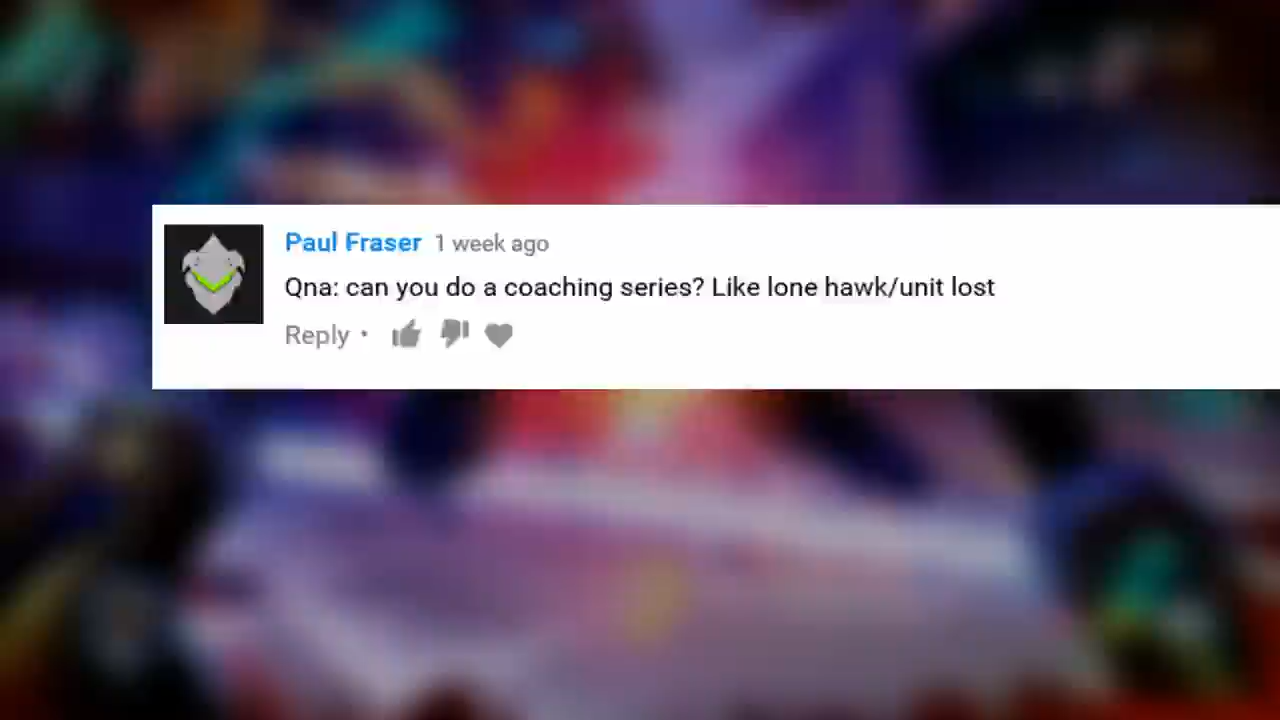 Paul Fraser 1 week ago
Qna: can you do a coaching series? Like lone hawk/unit lost
Reply •